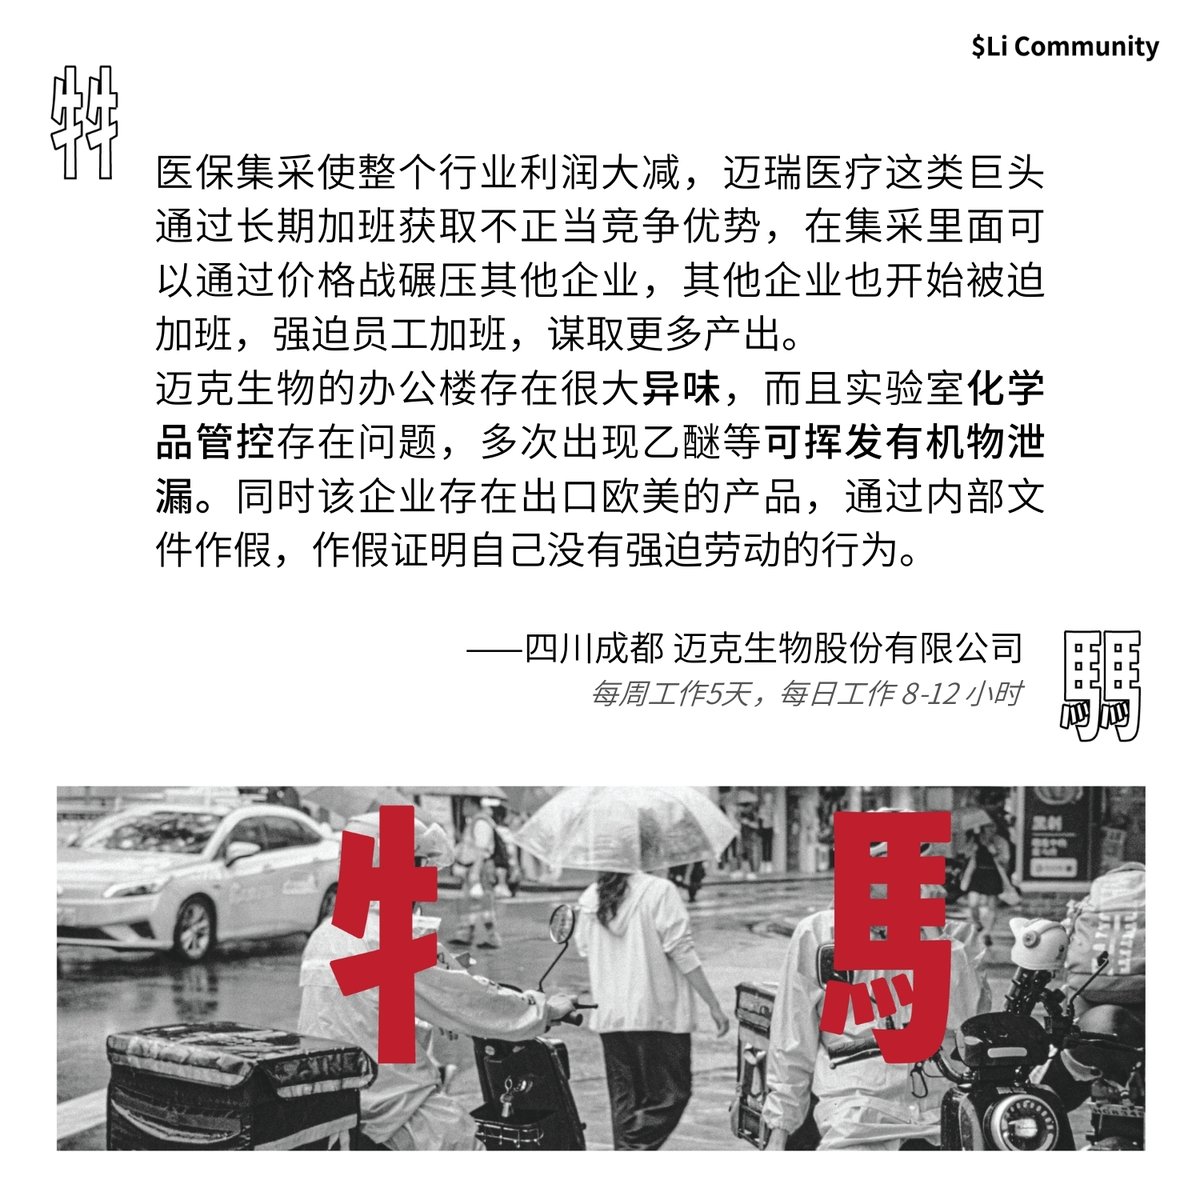 $Li Community
牜牜
医保集采使整个行业利润大减，迈瑞医疗这类巨头
通过长期加班获取不正当竞争优势，在集采里面可
以通过价格战碾压其他企业，其他企业也开始被迫
加班，强迫员工加班，谋取更多产出。
迈克生物的办公楼存在很大异味，而且实验室化学
品管控存在问题，多次出现乙醚等可挥发有机物泄
漏。同时该企业存在出口欧美的产品，通过内部文
件作假，作假证明自己没有强迫劳动的行为。
——四川成都 迈克生物股份有限公司
每周工作5天，每日工作 8-12 小时
馬馬
牜 馬